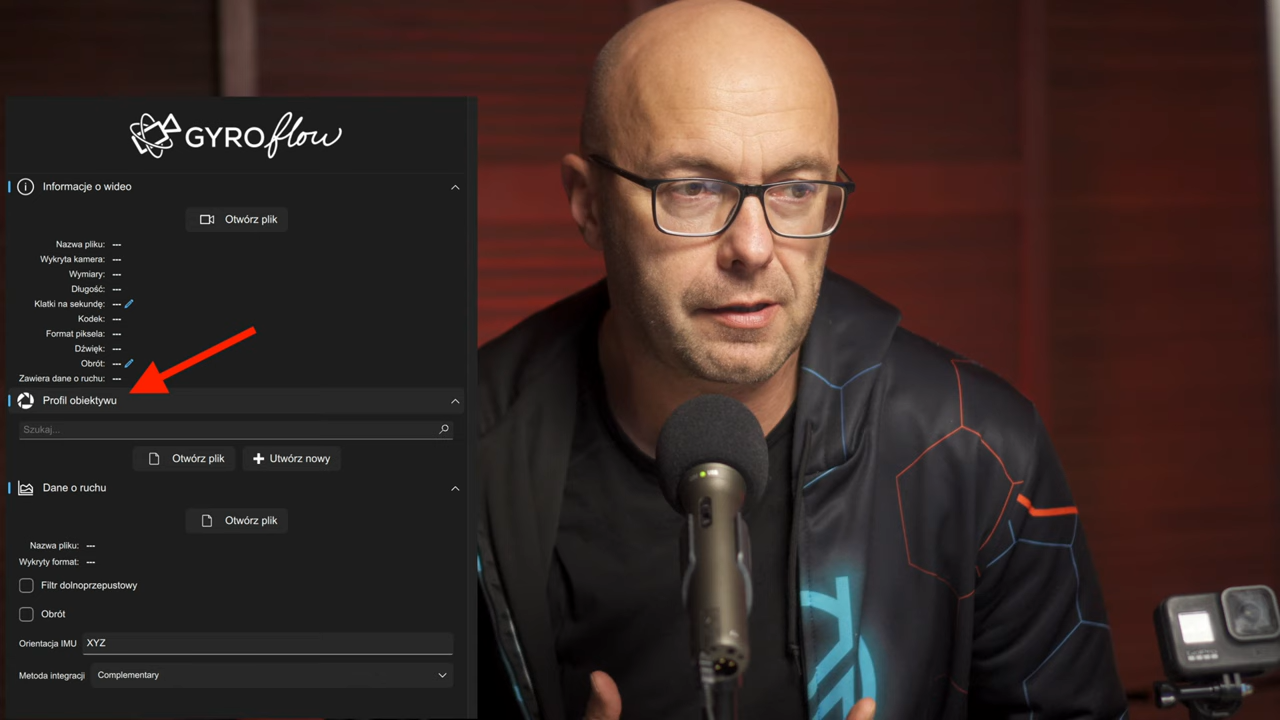 GYROflow
Informacje o wideo
Otwórz plik
Nazwa pliku: ---
Wykryta kamera: ---
Wymiary: ---
Długość: ---
Klatki na sekundę: ---
Kodek: ---
Format piksela: ---
Dźwięk: ---
Obrót: ---
Zawiera dane o ruchu: ---
Profil obiektywu
Szukaj...
Otwórz plik + Utwórz nowy
Dane o ruchu
Otwórz plik
Nazwa pliku: ---
Wykryty format: ---
Filtr dolnoprzepustowy
Obrót
Orientacja IMU XYZ
Metoda integracji Complementary
GoPro